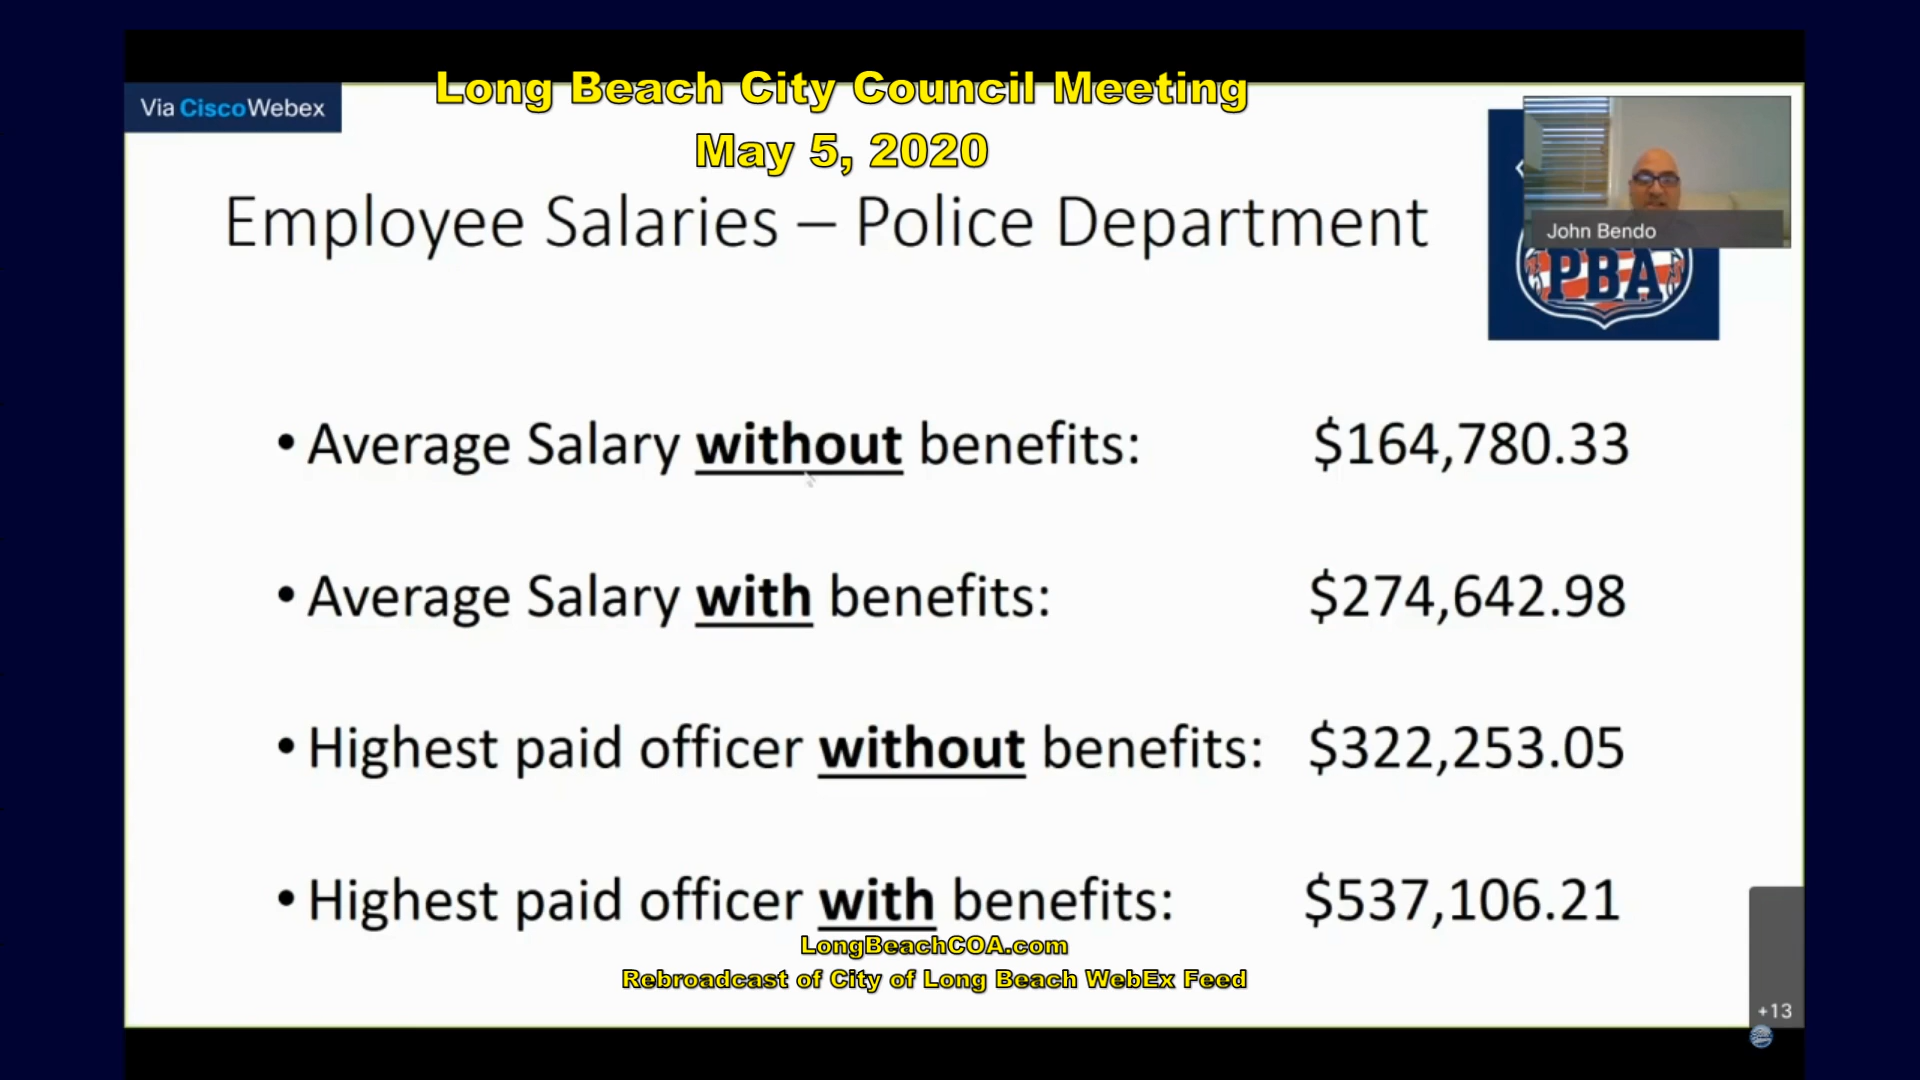 Long Beach City Council Meeting
May 5, 2020
Via CiscoWebex
Employee Salaries – Police Department
John Bendo
PBA
• Average Salary without benefits: $164,780.33
• Average Salary with benefits: $274,642.98
• Highest paid officer without benefits: $322,253.05
• Highest paid officer with benefits: $537,106.21
LongBeachCOA.com
Rebroadcast of City of Long Beach WebEx Feed
+13